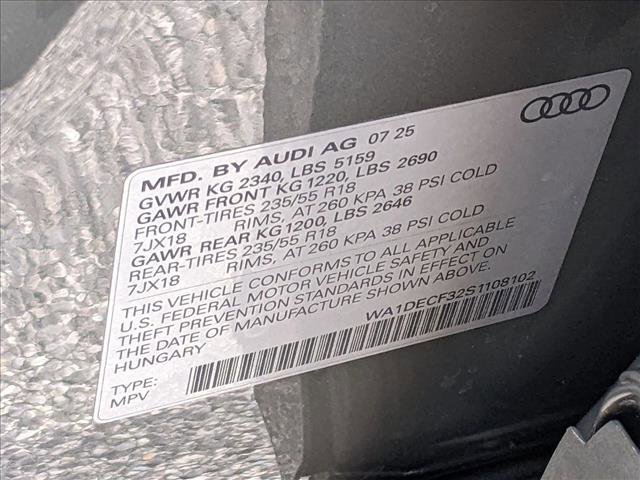 MFD. BY AUDI AG 07 25
GVWR KG 2340, LBS 5159
GAWR FRONT KG 1220, LBS 2690
FRONT-TIRES 235/55 R18
7JX18 RIMS, AT 260 KPA 38 PSI COLD
GAWR REAR KG 1200, LBS 2646
REAR-TIRES 235/55 R18
7JX18 RIMS, AT 260 KPA 38 PSI COLD
THIS VEHICLE CONFORMS TO ALL APPLICABLE
U.S. FEDERAL MOTOR VEHICLE SAFETY AND
THEFT PREVENTION STANDARDS IN EFFECT ON
THE DATE OF MANUFACTURE SHOWN ABOVE.
HUNGARY WA1DECF32S1108102
TYPE:
MPV